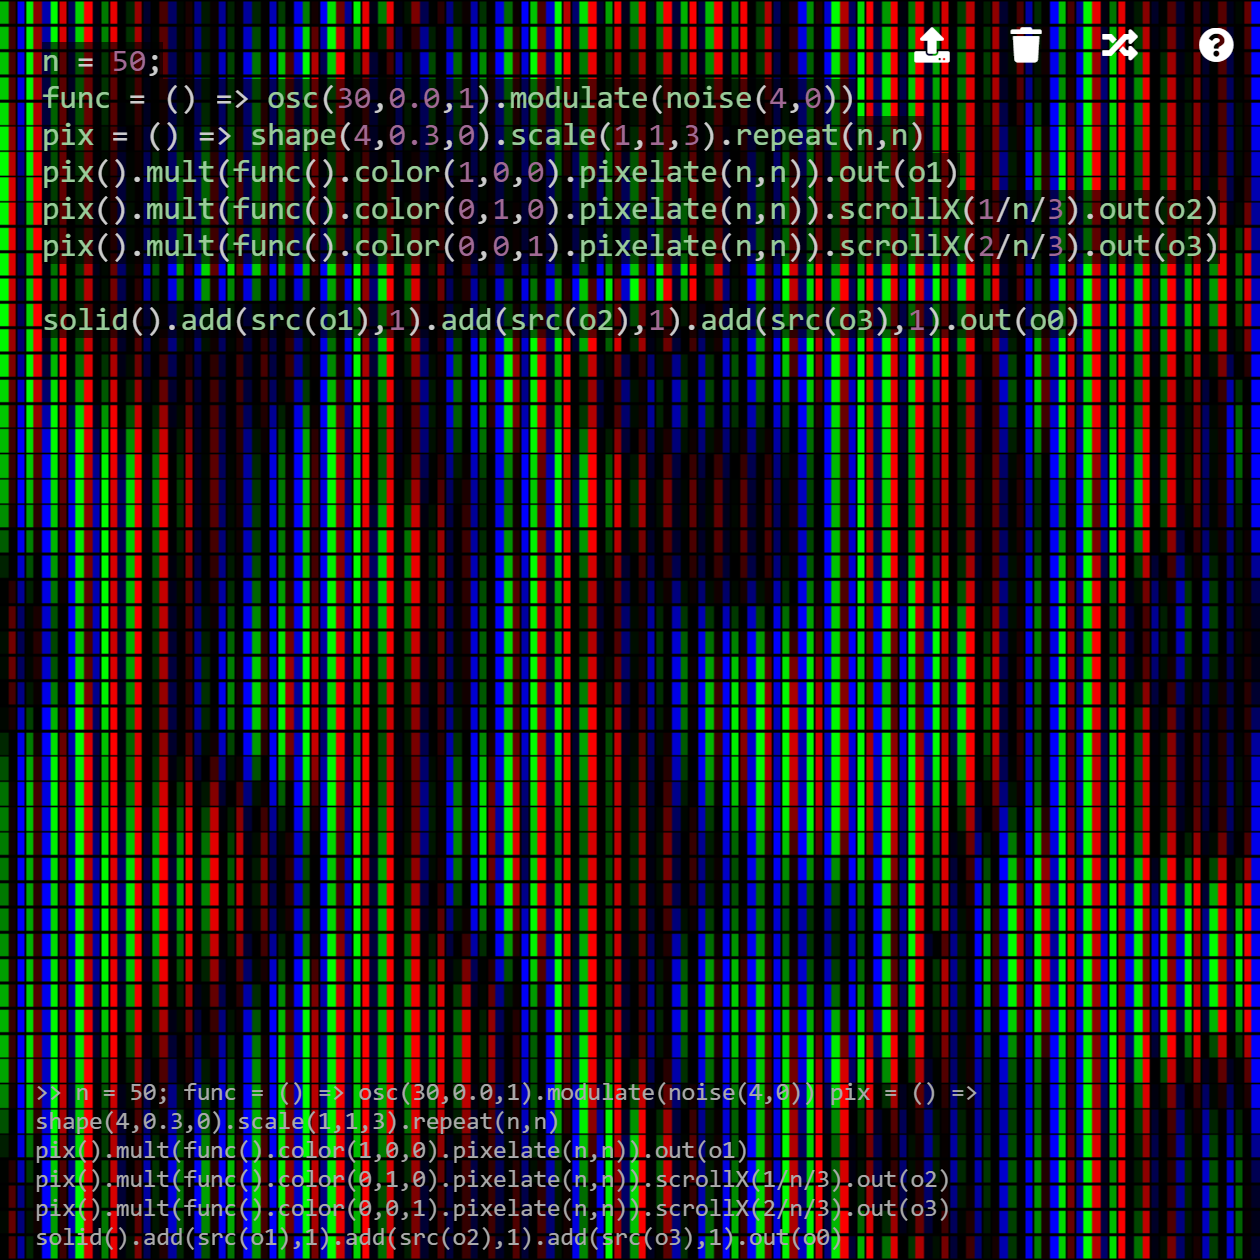 n = 50;
func = () => osc(30,0.0,1).modulate(noise(4,0))
pix = () => shape(4,0.3,0).scale(1,1,3).repeat(n,n)
pix().mult(func().color(1,0,0).pixelate(n,n)).out(o1)
pix().mult(func().color(0,1,0).pixelate(n,n)).scrollX(1/n/3).out(o2)
pix().mult(func().color(0,0,1).pixelate(n,n)).scrollX(2/n/3).out(o3)
solid().add(src(o1),1).add(src(o2),1).add(src(o3),1).out(o0)
>> n = 50; func = () => osc(30,0.0,1).modulate(noise(4,0)) pix = () =>
shape(4,0.3,0).scale(1,1,3).repeat(n,n)
pix().mult(func().color(1,0,0).pixelate(n,n)).out(o1)
pix().mult(func().color(0,1,0).pixelate(n,n)).scrollX(1/n/3).out(o2)
pix().mult(func().color(0,0,1).pixelate(n,n)).scrollX(2/n/3).out(o3)
solid().add(src(o1),1).add(src(o2),1).add(src(o3),1).out(o0)